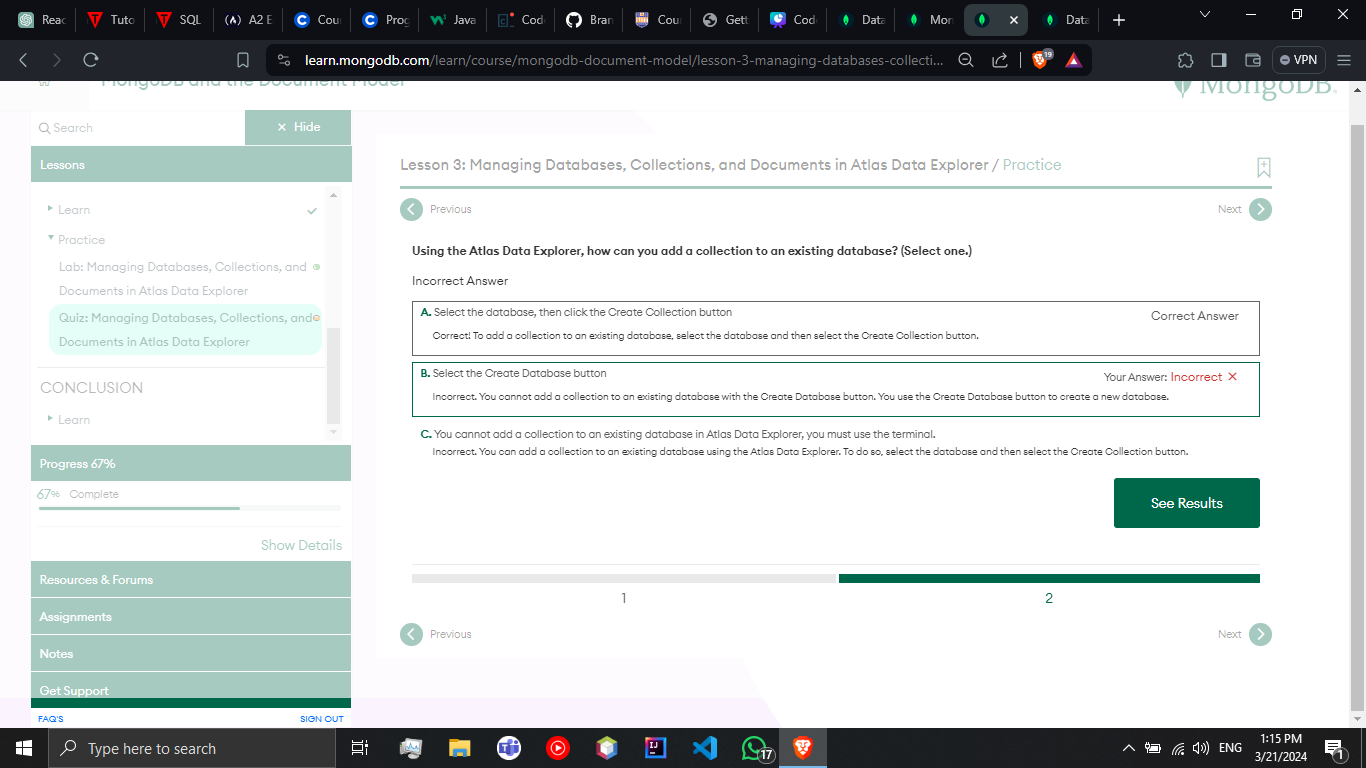 Reac
Tuto
SQL
A2 E
Cour
Prog
Java
Code
Bran
Cour
Gett
Code
Data
Mon
Data
learn.mongodb.com/learn/course/mongodb-document-model/lesson-3-managing-databases-collecti...
19
VPN
MongoDB and the Document Model
MongoDB
Search
Hide
Lessons
Learn
Practice
Lab: Managing Databases, Collections, and
Documents in Atlas Data Explorer
Quiz: Managing Databases, Collections, and
Documents in Atlas Data Explorer
CONCLUSION
Learn
Progress 67%
67% Complete
Show Details
Resources & Forums
Assignments
Notes
Get Support
FAQ'S
SIGN OUT
Lesson 3: Managing Databases, Collections, and Documents in Atlas Data Explorer / Practice
Previous
Next
Using the Atlas Data Explorer, how can you add a collection to an existing database? (Select one.)
Incorrect Answer
A. Select the database, then click the Create Collection button
Correct Answer
Correct! To add a collection to an existing database, select the database and then select the Create Collection button.
B. Select the Create Database button
Your Answer: Incorrect
Incorrect. You cannot add a collection to an existing database with the Create Database button. You use the Create Database button to create a new database.
C. You cannot add a collection to an existing database in Atlas Data Explorer, you must use the terminal.
Incorrect. You can add a collection to an existing database using the Atlas Data Explorer. To do so, select the database and then select the Create Collection button.
See Results
1
2
Previous
Next
Type here to search
17
ENG
1:15 PM
3/21/2024
1